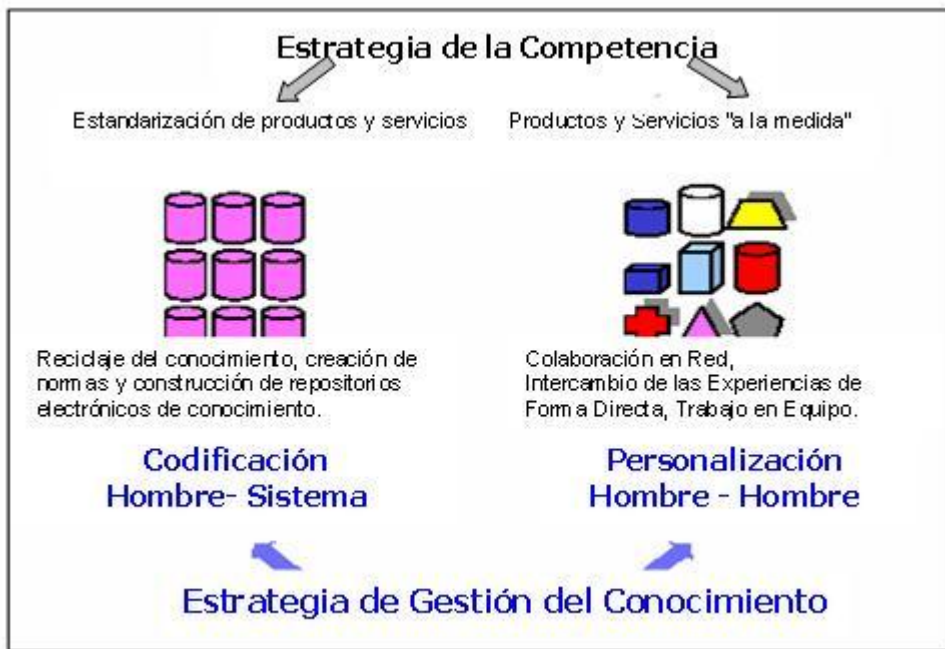 Estrategia de la Competencia
Estandarización de productos y servicios
Productos y Servicios "a la medida"
Reciclaje del conocimiento, creación de
normas y construcción de repositorios
electrónicos de conocimiento.
Colaboración en Red,
Intercambio de las Experiencias de
Forma Directa, Trabajo en Equipo.
Codificación
Hombre- Sistema
Personalización
Hombre - Hombre
Estrategia de Gestión del Conocimiento